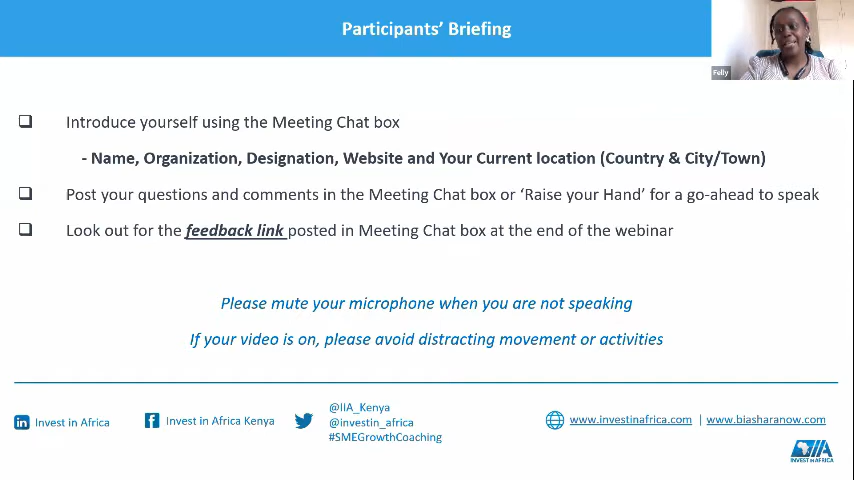 Participants' Briefing
Felly
❑ Introduce yourself using the Meeting Chat box
- Name, Organization, Designation, Website and Your Current location (Country & City/Town)
❑ Post your questions and comments in the Meeting Chat box or 'Raise your Hand' for a go-ahead to speak
❑ Look out for the feedback link posted in Meeting Chat box at the end of the webinar
Please mute your microphone when you are not speaking
If your video is on, please avoid distracting movement or activities
in Invest in Africa
f Invest in Africa Kenya
@IIA_Kenya
@investin_africa
#SMEGrowthCoaching
www.investinafrica.com | www.biasharanow.com
IIA
INVEST IN AFRICA